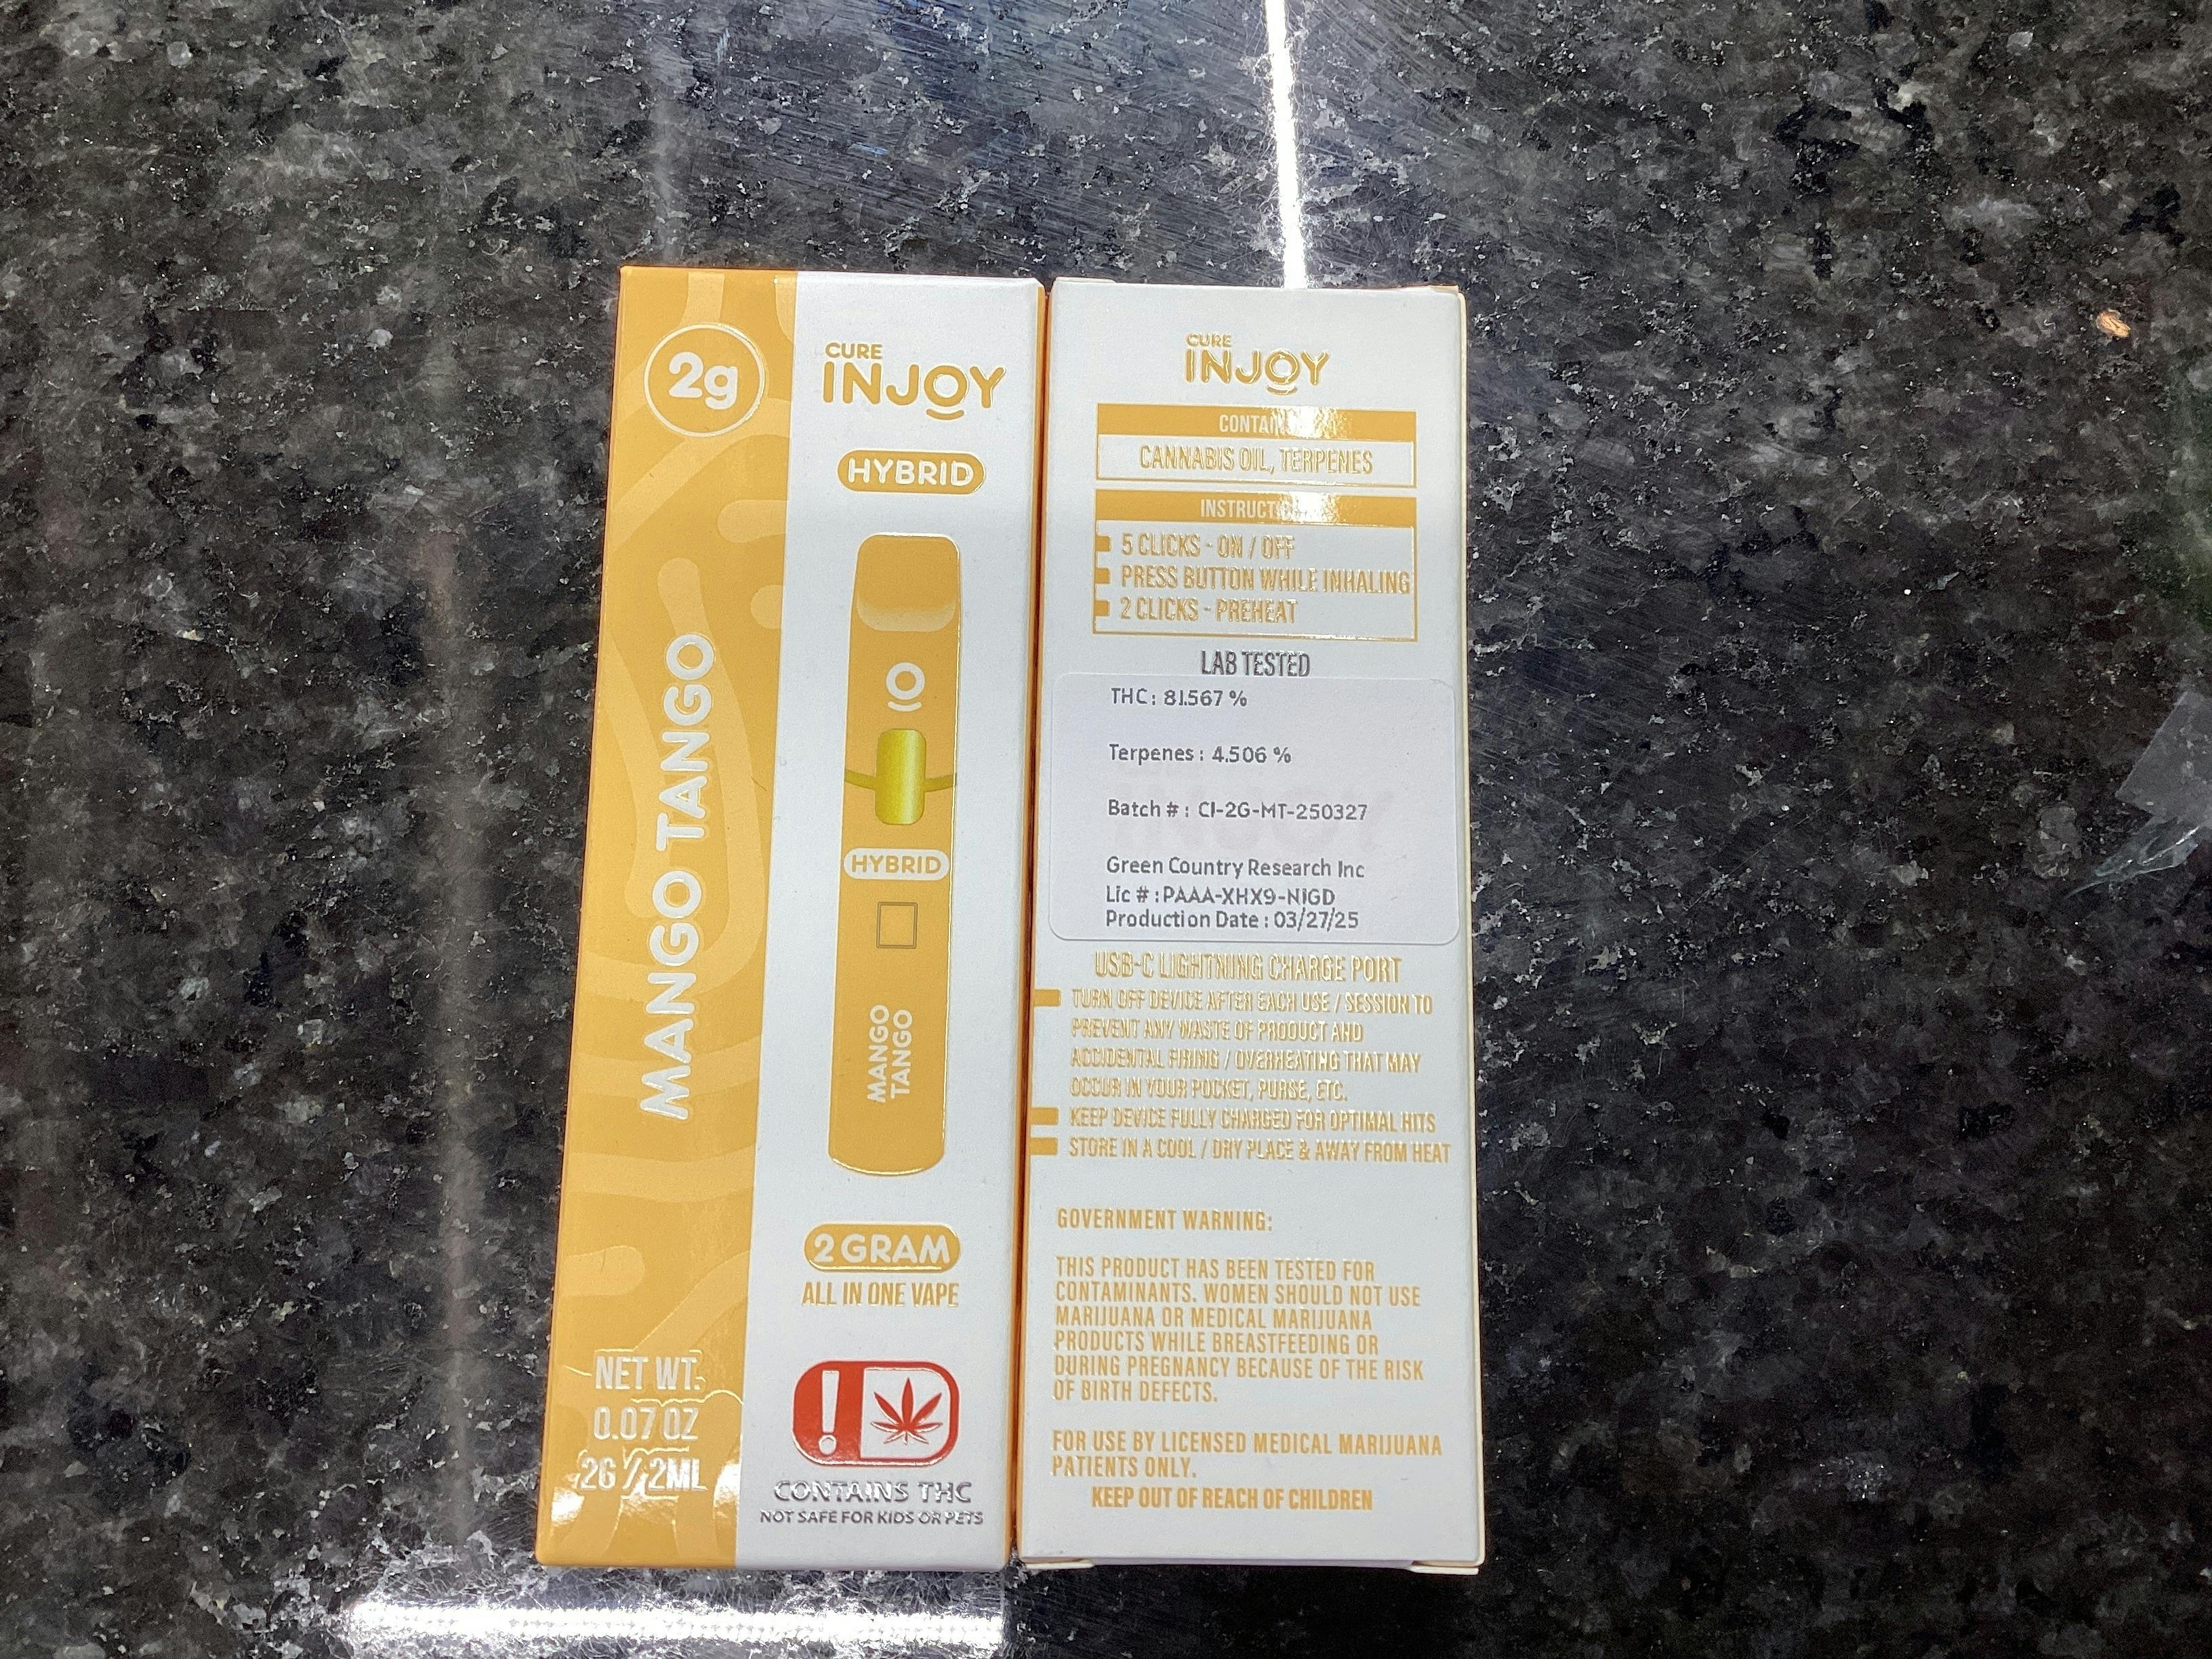 2g
MANGO TANGO
NET WT.
0.07 OZ
2G / 2ML
CURE
INJOY
HYBRID
HYBRID
MANGO
TANGO
2 GRAM
ALL IN ONE VAPE
CONTAINS THC
NOT SAFE FOR KIDS OR PETS
CURE
INJOY
CANNABIS OIL, TERPENES
5 CLICKS - ON / OFF
PRESS BUTTON WHILE INHALING
2 CLICKS - PREHEAT
LAB TESTED
THC : 81.567 %
Terpenes : 4.506 %
Batch # : CI-2G-MT-250327
Green Country Research Inc
Lic # : PAAA-XHX9-NIGD
Production Date : 03/27/25
USB-C LIGHTNING CHARGE PORT
TURN OFF DEVICE AFTER EACH USE / SESSION TO
PREVENT ANY WASTE OF PRODUCT AND
ACCIDENTAL FIRING / OVERHEATING THAT MAY
OCCUR IN YOUR POCKET, PURSE, ETC.
KEEP DEVICE FULLY CHARGED FOR OPTIMAL HITS
STORE IN A COOL / DRY PLACE & AWAY FROM HEAT
GOVERNMENT WARNING:
THIS PRODUCT HAS BEEN TESTED FOR
CONTAMINANTS. WOMEN SHOULD NOT USE
MARIJUANA OR MEDICAL MARIJUANA
PRODUCTS WHILE BREASTFEEDING OR
DURING PREGNANCY BECAUSE OF THE RISK
OF BIRTH DEFECTS.
FOR USE BY LICENSED MEDICAL MARIJUANA
PATIENTS ONLY.
KEEP OUT OF REACH OF CHILDREN